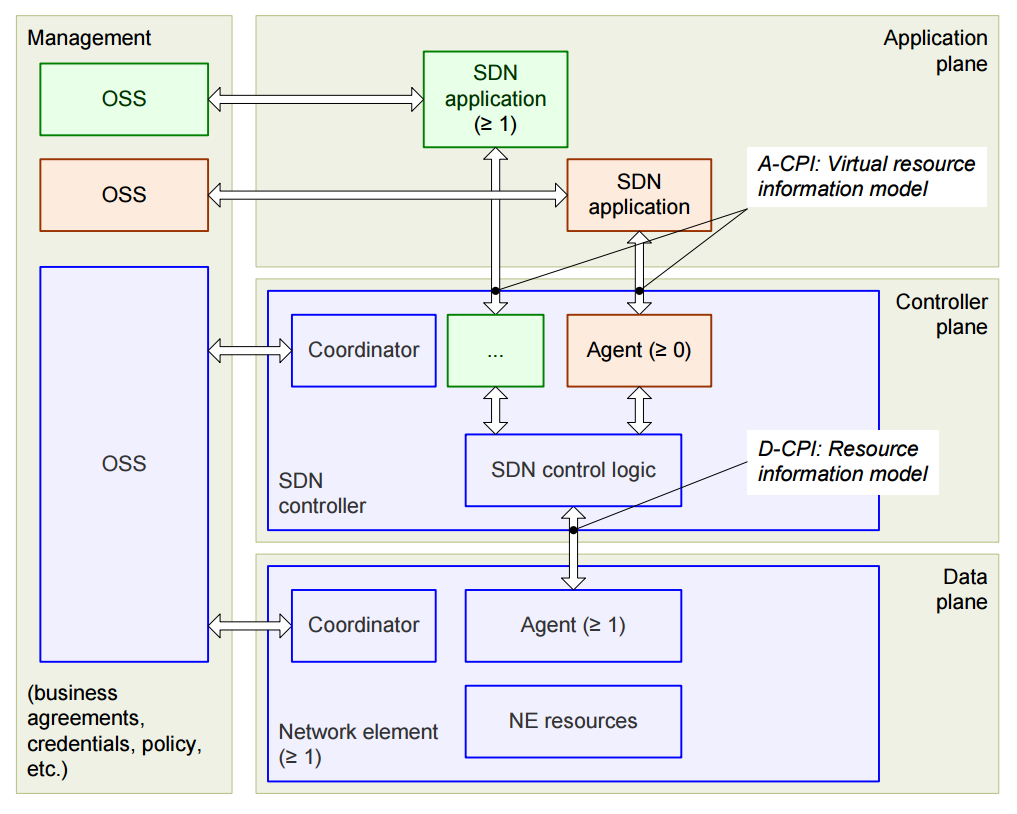 Management
OSS
OSS
OSS
(business
agreements,
credentials, policy,
etc.)
Application
plane
SDN
application
(≥ 1)
SDN
application
A-CPI: Virtual resource
information model
Controller
plane
Coordinator
...
Agent (≥ 0)
SDN control logic
SDN
controller
D-CPI: Resource
information model
Data
plane
Coordinator
Agent (≥ 1)
NE resources
Network element
(≥ 1)